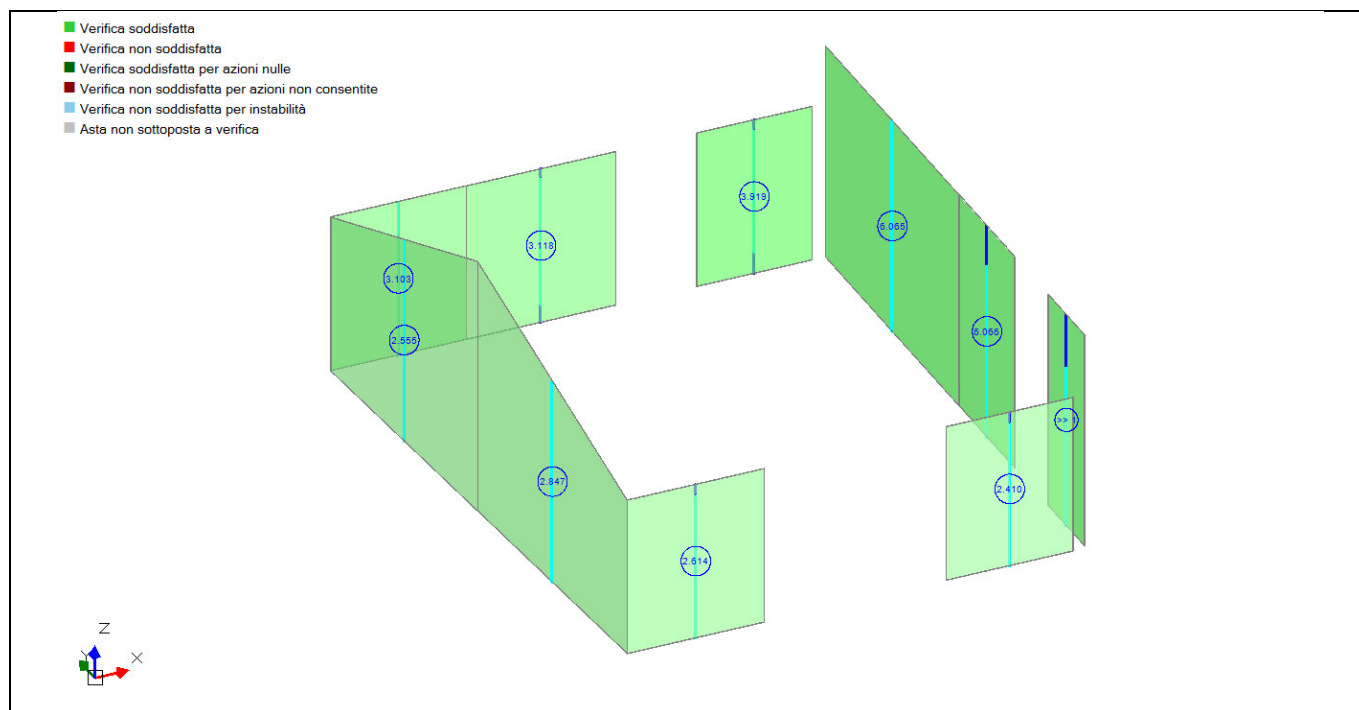 Verifica soddisfatta
Verifica non soddisfatta
Verifica soddisfatta per azioni nulle
Verifica non soddisfatta per azioni non consentite
Verifica non soddisfatta per instabilità
Asta non sottoposta a verifica
3.919
5.065
3.118
3.103
5.066
2.555
>> 1
2.847
2.410
2.614
Z
Y
X